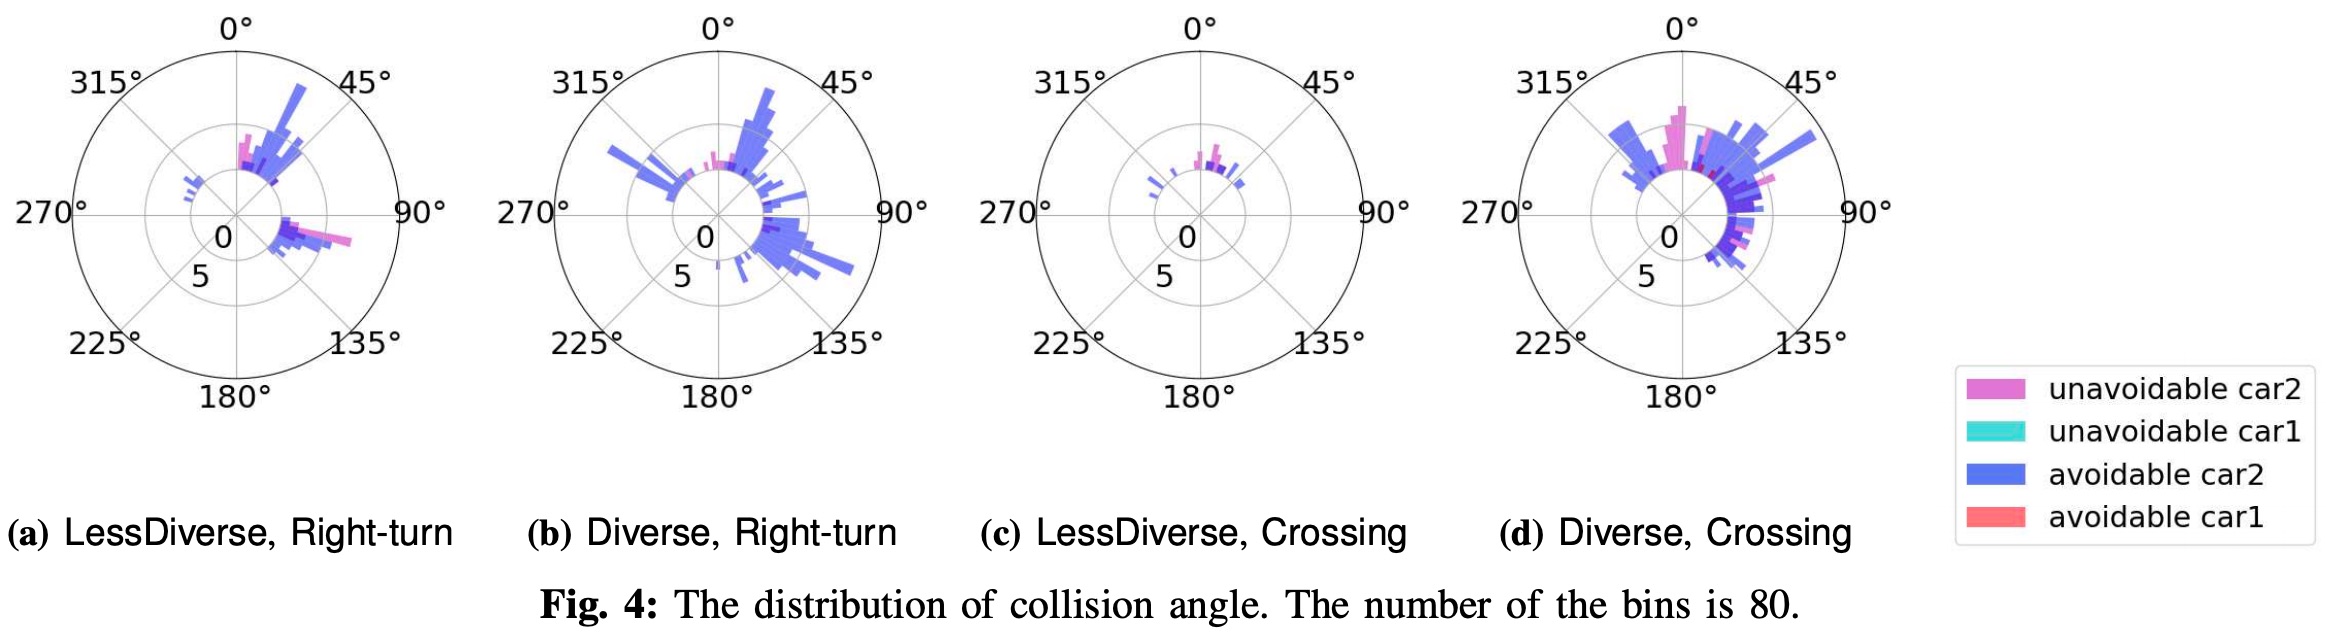 0° 0° 0° 0°
315° 45° 315° 45° 315° 45° 315° 45°
270° 90° 270° 90° 270° 90° 270° 90°
0 0 0 0
5 5 5 5
225° 135° 225° 135° 225° 135° 225° 135°
180° 180° 180° 180°
unavoidable car2
unavoidable car1
avoidable car2
avoidable car1
(a) LessDiverse, Right-turn (b) Diverse, Right-turn (c) LessDiverse, Crossing (d) Diverse, Crossing
Fig. 4: The distribution of collision angle. The number of the bins is 80.